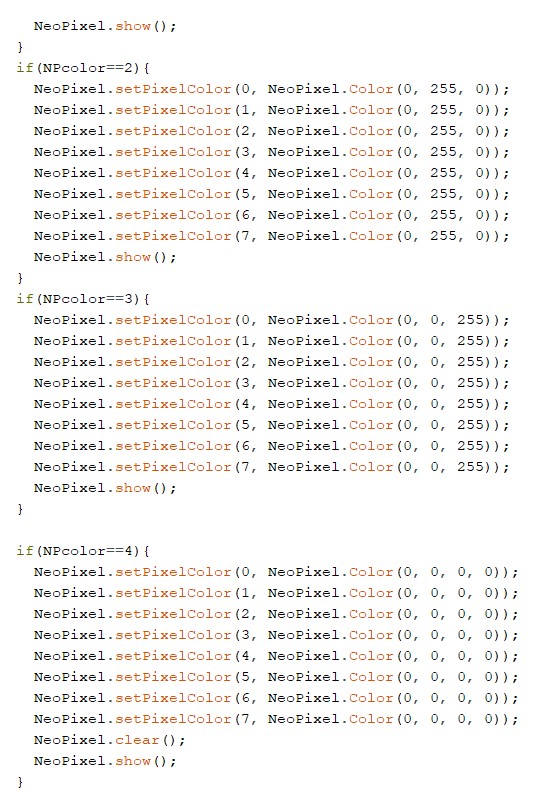 NeoPixel.show();
}
if(NPcolor==2){
NeoPixel.setPixelColor(0, NeoPixel.Color(0, 255, 0));
NeoPixel.setPixelColor(1, NeoPixel.Color(0, 255, 0));
NeoPixel.setPixelColor(2, NeoPixel.Color(0, 255, 0));
NeoPixel.setPixelColor(3, NeoPixel.Color(0, 255, 0));
NeoPixel.setPixelColor(4, NeoPixel.Color(0, 255, 0));
NeoPixel.setPixelColor(5, NeoPixel.Color(0, 255, 0));
NeoPixel.setPixelColor(6, NeoPixel.Color(0, 255, 0));
NeoPixel.setPixelColor(7, NeoPixel.Color(0, 255, 0));
NeoPixel.show();
}
if(NPcolor==3){
NeoPixel.setPixelColor(0, NeoPixel.Color(0, 0, 255));
NeoPixel.setPixelColor(1, NeoPixel.Color(0, 0, 255));
NeoPixel.setPixelColor(2, NeoPixel.Color(0, 0, 255));
NeoPixel.setPixelColor(3, NeoPixel.Color(0, 0, 255));
NeoPixel.setPixelColor(4, NeoPixel.Color(0, 0, 255));
NeoPixel.setPixelColor(5, NeoPixel.Color(0, 0, 255));
NeoPixel.setPixelColor(6, NeoPixel.Color(0, 0, 255));
NeoPixel.setPixelColor(7, NeoPixel.Color(0, 0, 255));
NeoPixel.show();
}
if(NPcolor==4){
NeoPixel.setPixelColor(0, NeoPixel.Color(0, 0, 0, 0));
NeoPixel.setPixelColor(1, NeoPixel.Color(0, 0, 0, 0));
NeoPixel.setPixelColor(2, NeoPixel.Color(0, 0, 0, 0));
NeoPixel.setPixelColor(3, NeoPixel.Color(0, 0, 0, 0));
NeoPixel.setPixelColor(4, NeoPixel.Color(0, 0, 0, 0));
NeoPixel.setPixelColor(5, NeoPixel.Color(0, 0, 0, 0));
NeoPixel.setPixelColor(6, NeoPixel.Color(0, 0, 0, 0));
NeoPixel.setPixelColor(7, NeoPixel.Color(0, 0, 0, 0));
NeoPixel.clear();
NeoPixel.show();
}